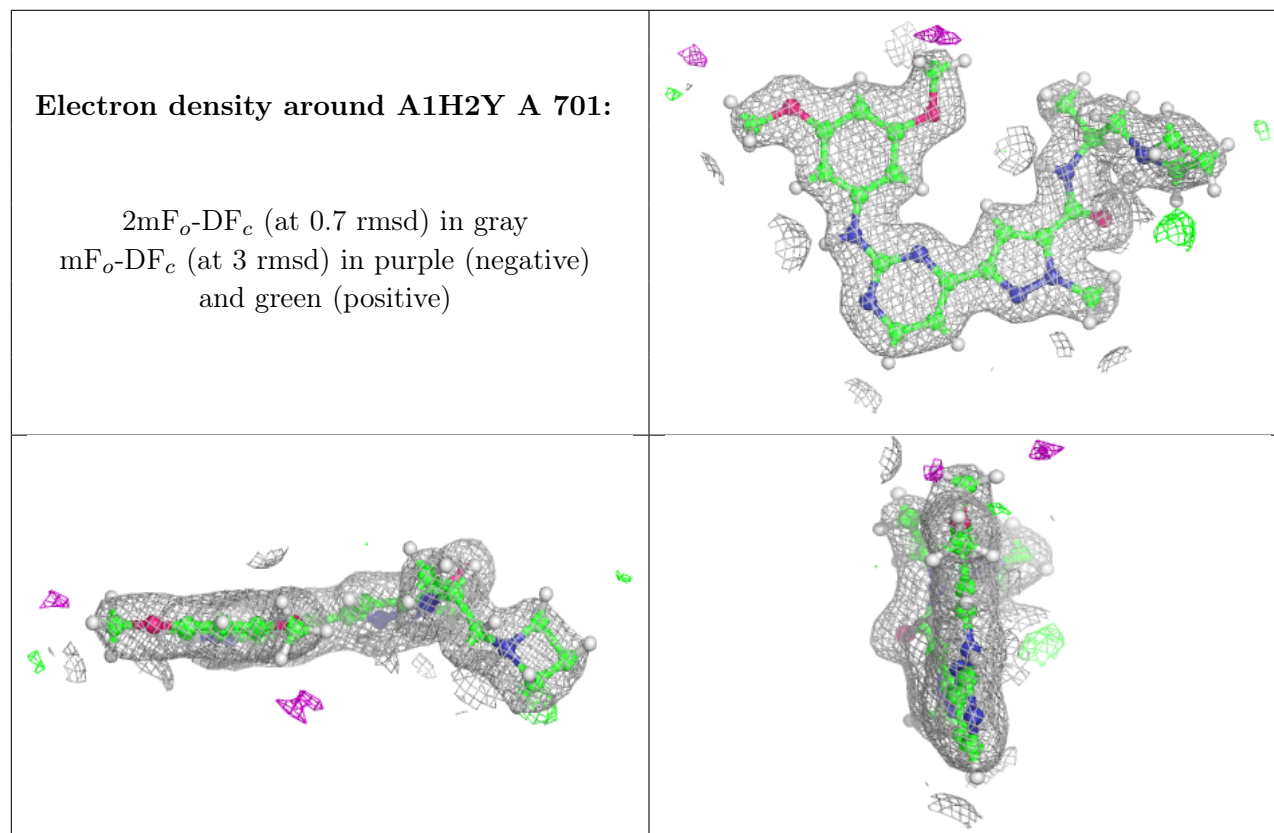 Electron density around A1H2Y A 701:
2mFo-DFc (at 0.7 rmsd) in gray
mFo-DFc (at 3 rmsd) in purple (negative)
and green (positive)